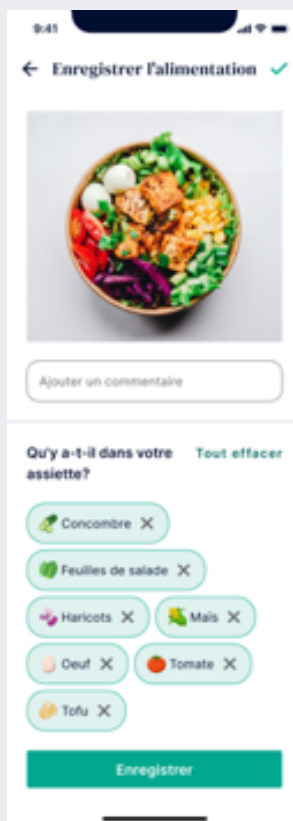 9:41
Enregistrer l'alimentation
Ajouter un commentaire
Qu'y a-t-il dans votre
assiette?
Tout effacer
Concombre
Feuilles de salade
Haricots
Maïs
Oeuf
Tomate
Tofu
Enregistrer